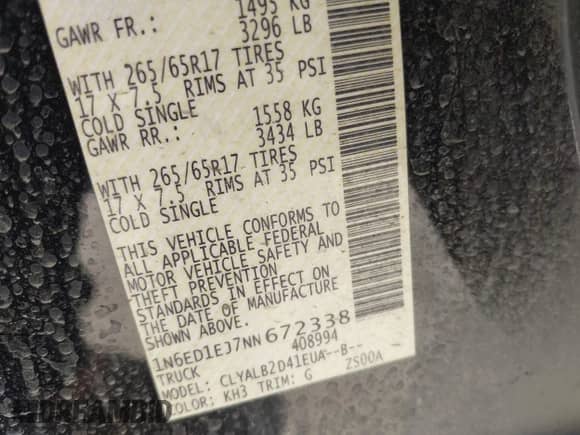 GAWR FR.: 1495 KG
3296 LB
WITH 265/65R17 TIRES
17 X 7.5 RIMS AT 35 PSI
COLD SINGLE
GAWR RR.: 1558 KG
3434 LB
WITH 265/65R17 TIRES
17 X 7.5 RIMS AT 35 PSI
COLD SINGLE
THIS VEHICLE CONFORMS TO
ALL APPLICABLE FEDERAL
MOTOR VEHICLE SAFETY AND
THEFT PREVENTION
STANDARDS IN EFFECT ON
THE DATE OF MANUFACTURE
SHOWN ABOVE.
1N6ED1EJ7NN672338
TRUCK 408994
MODEL: CLYALB2D41EUA--B--
COLOR: KH3 TRIM: G ZS00A